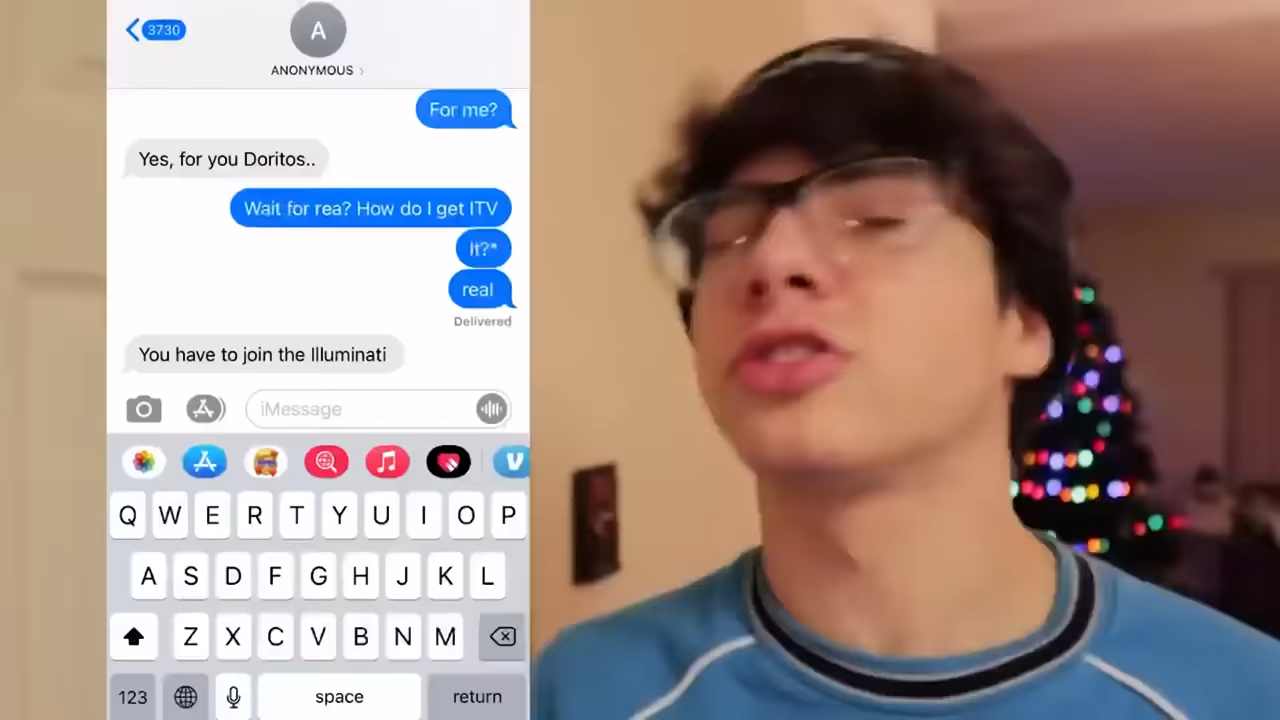 3730
A
ANONYMOUS
For me?
Yes, for you Doritos..
Wait for rea? How do I get ITV
It?*
real
Delivered
You have to join the Illuminati
iMessage
Q W E R T Y U I O P
A S D F G H J K L
Z X C V B N M
123 space return